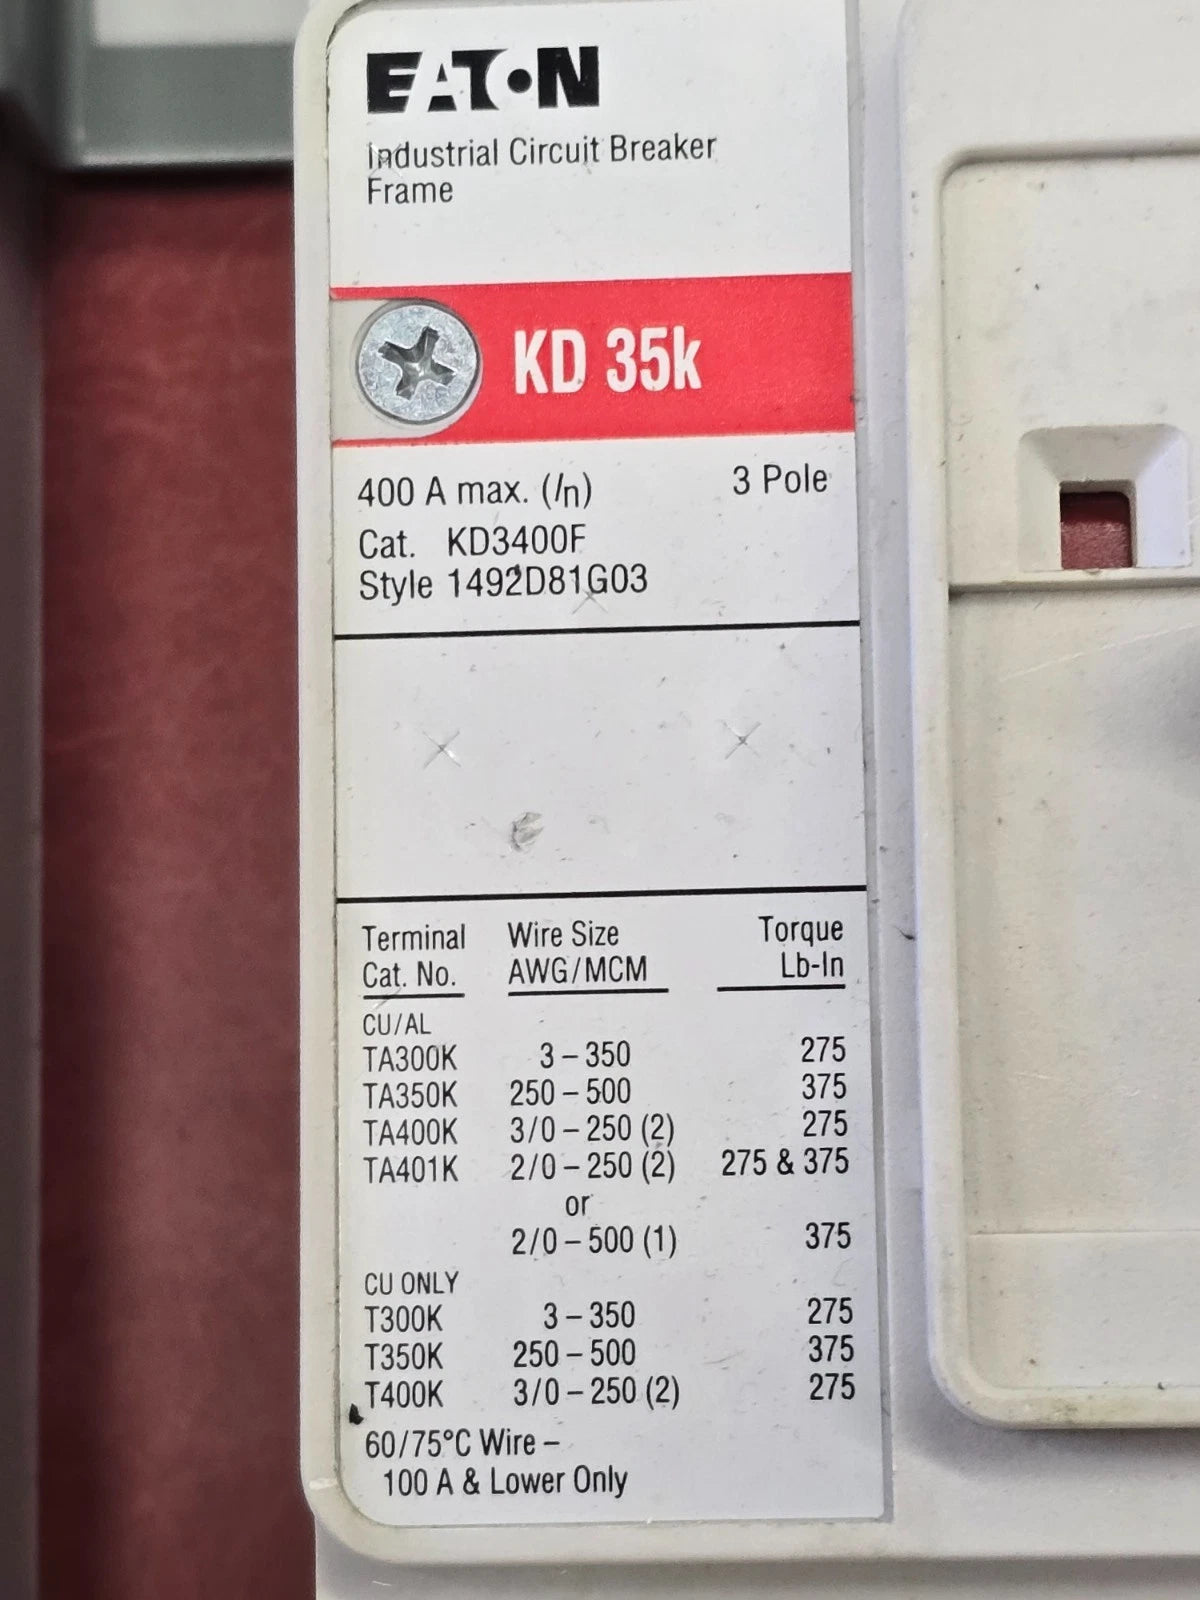 EATON
Industrial Circuit Breaker
Frame
KD 35k
400 A max. (In) 3 Pole
Cat. KD3400F
Style 1492D81G03
Terminal Wire Size Torque
Cat. No. AWG/MCM Lb-In
CU/AL
TA300K 3 – 350 275
TA350K 250 – 500 375
TA400K 3/0 – 250 (2) 275
TA401K 2/0 – 250 (2) 275 & 375
or
2/0 – 500 (1) 375
CU ONLY
T300K 3 – 350 275
T350K 250 – 500 375
T400K 3/0 – 250 (2) 275
60/75°C Wire –
100 A & Lower Only